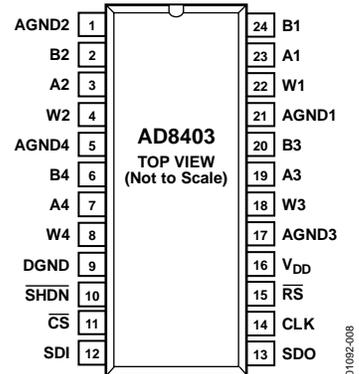 AGND2 1
B2 2
A2 3
W2 4
AGND4 5
B4 6
A4 7
W4 8
DGND 9
SHDN 10
CS 11
SDI 12
AD8403
TOP VIEW
(Not to Scale)
24 B1
23 A1
22 W1
21 AGND1
20 B3
19 A3
18 W3
17 AGND3
16 VDD
15 RS
14 CLK
13 SDO
01092-008